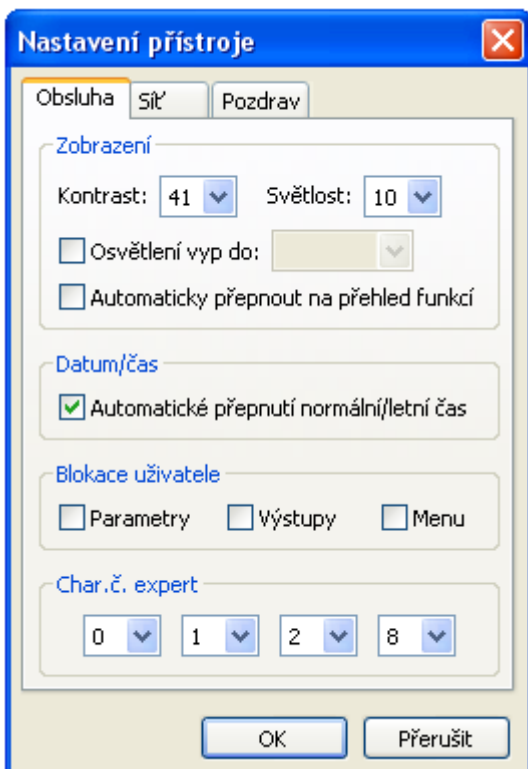 Nastavení přístroje
Obsluha Síť Pozdrav
Zobrazení
Kontrast: 41 Světlost: 10
Osvětlení vyp do:
Automaticky přepnout na přehled funkcí
Datum/čas
Automatické přepnutí normální/letní čas
Blokace uživatele
Parametry Výstupy Menu
Char.č. expert
0 1 2 8
OK Přerušit